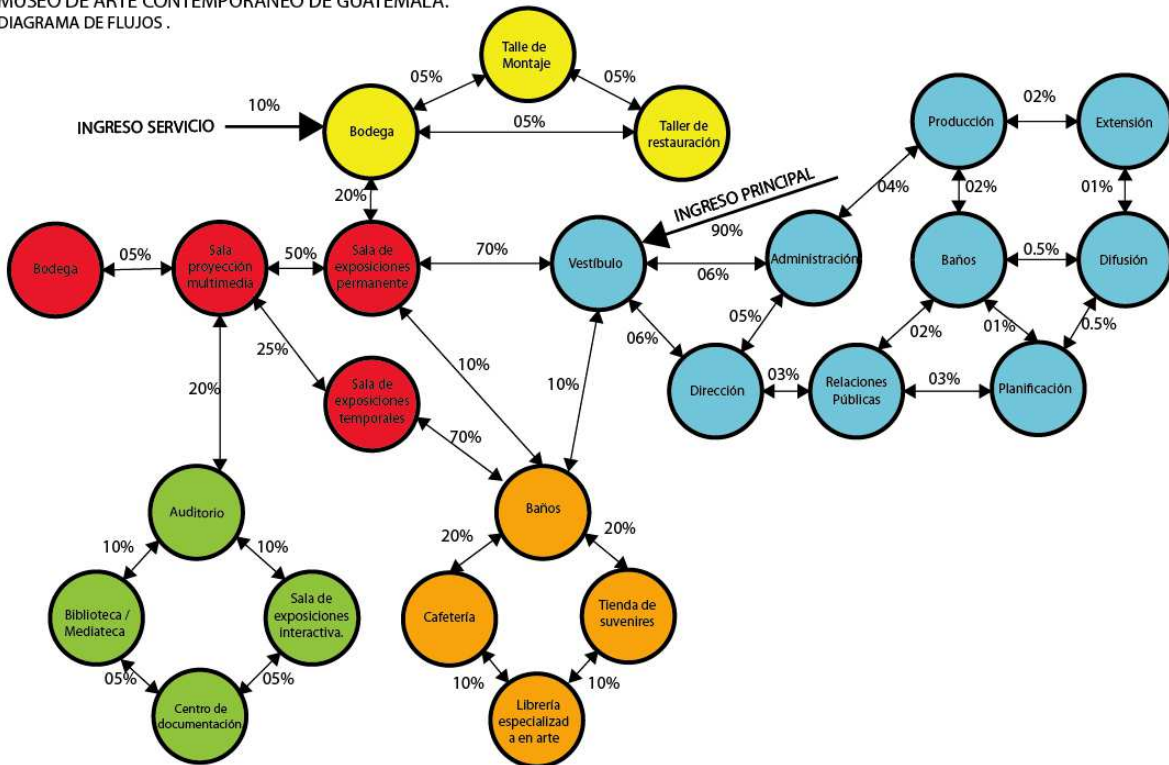 MUSEO DE ARTE CONTEMPORÁNEO DE GUATEMALA.
DIAGRAMA DE FLUJOS .
Talle de
Montaje
05%
05%
10%
INGRESO SERVICIO
Bodega
05%
Taller de
restauración
Producción
02%
Extensión
20%
INGRESO PRINCIPAL
90%
04%
02%
01%
Bodega
05%
Sala
proyección
multimedia
50%
Sala de
exposiciones
permanente
70%
Vestíbulo
06%
Administración
Baños
0.5%
Difusión
25%
06%
05%
02%
01%
0.5%
20%
Sala de
exposiciones
temporales
10%
10%
Dirección
03%
Relaciones
Públicas
03%
Planificación
70%
Auditorio
Baños
10%
10%
20%
20%
Biblioteca /
Mediateca
Sala de
exposiciones
interactiva.
Cafetería
Tienda de
suvenires
05%
05%
10%
10%
Centro de
documentación
Librería
especializad
a en arte